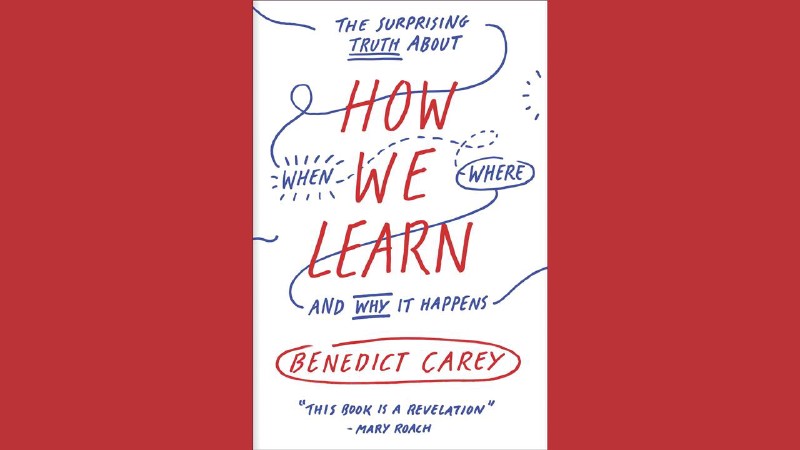 THE SURPRISING
TRUTH ABOUT
HOW
WHEN WE WHERE
LEARN
AND WHY IT HAPPENS
BENEDICT CAREY
"THIS BOOK IS A REVELATION"
-MARY ROACH